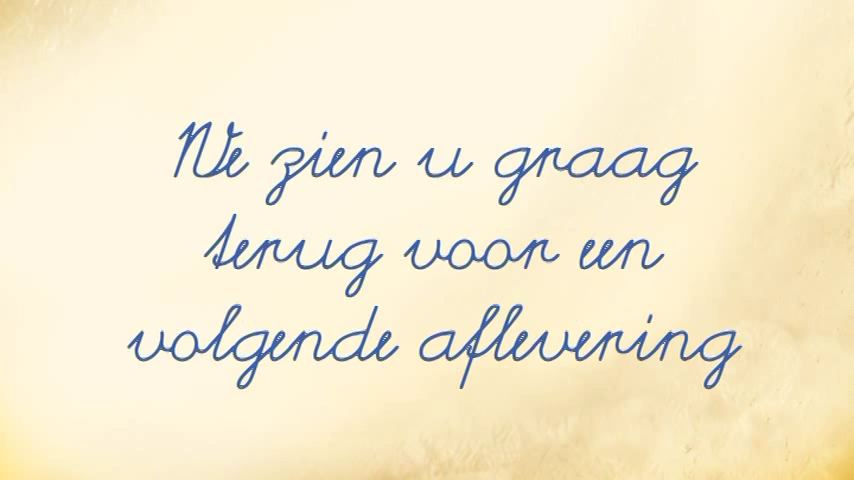 We zien u graag
terug voor een
volgende aflevering